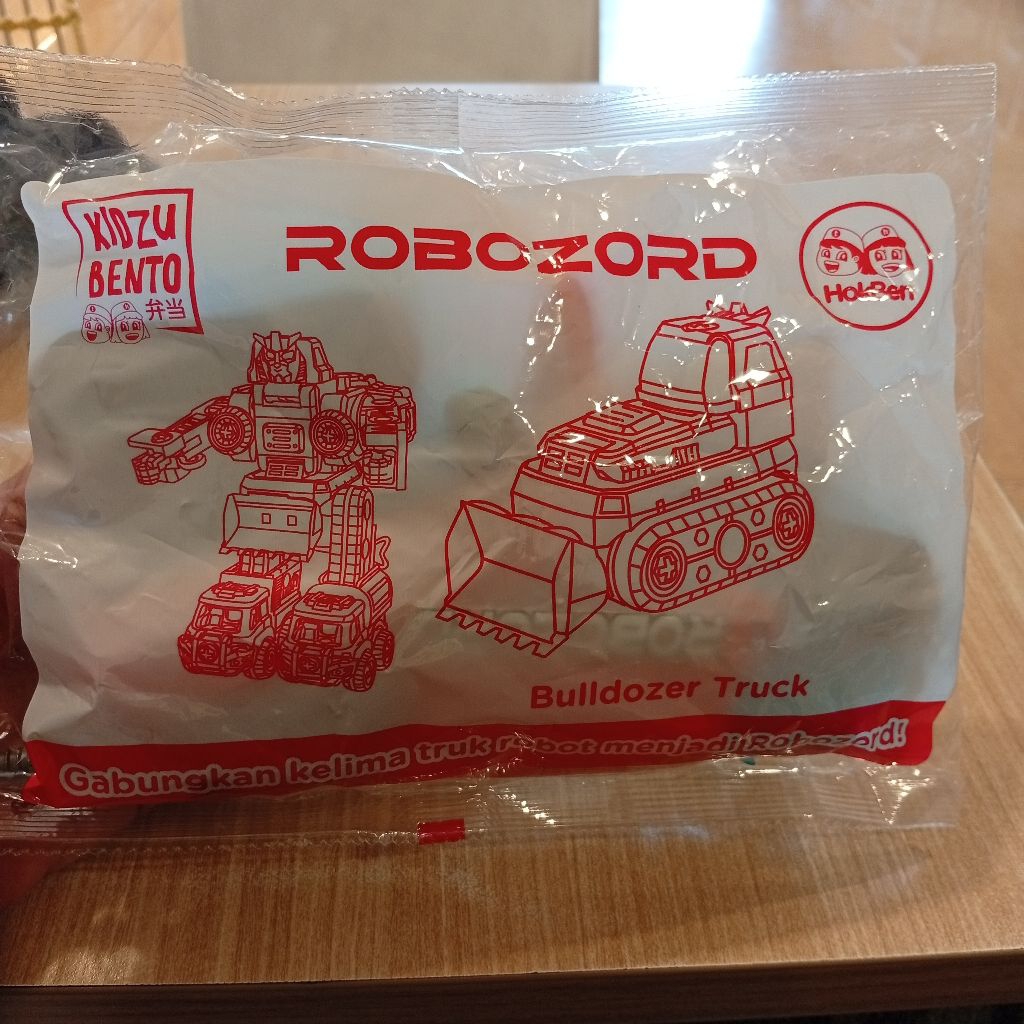 KIDZU
BENTO
弁当
ROBOZORD
HokBen
Bulldozer Truck
Gabungkan kelima truk robot menjadi Robozord!